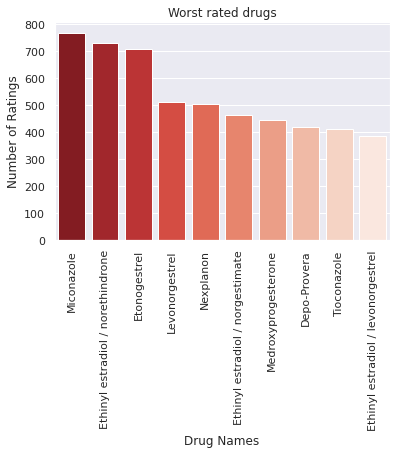 Worst rated drugs
Number of Ratings
800
700
600
500
400
300
200
100
0
Miconazole
Ethinyl estradiol / norethindrone
Etonogestrel
Levonorgestrel
Nexplanon
Ethinyl estradiol / norgestimate
Medroxyprogesterone
Depo-Provera
Tioconazole
Ethinyl estradiol / levonorgestrel
Drug Names